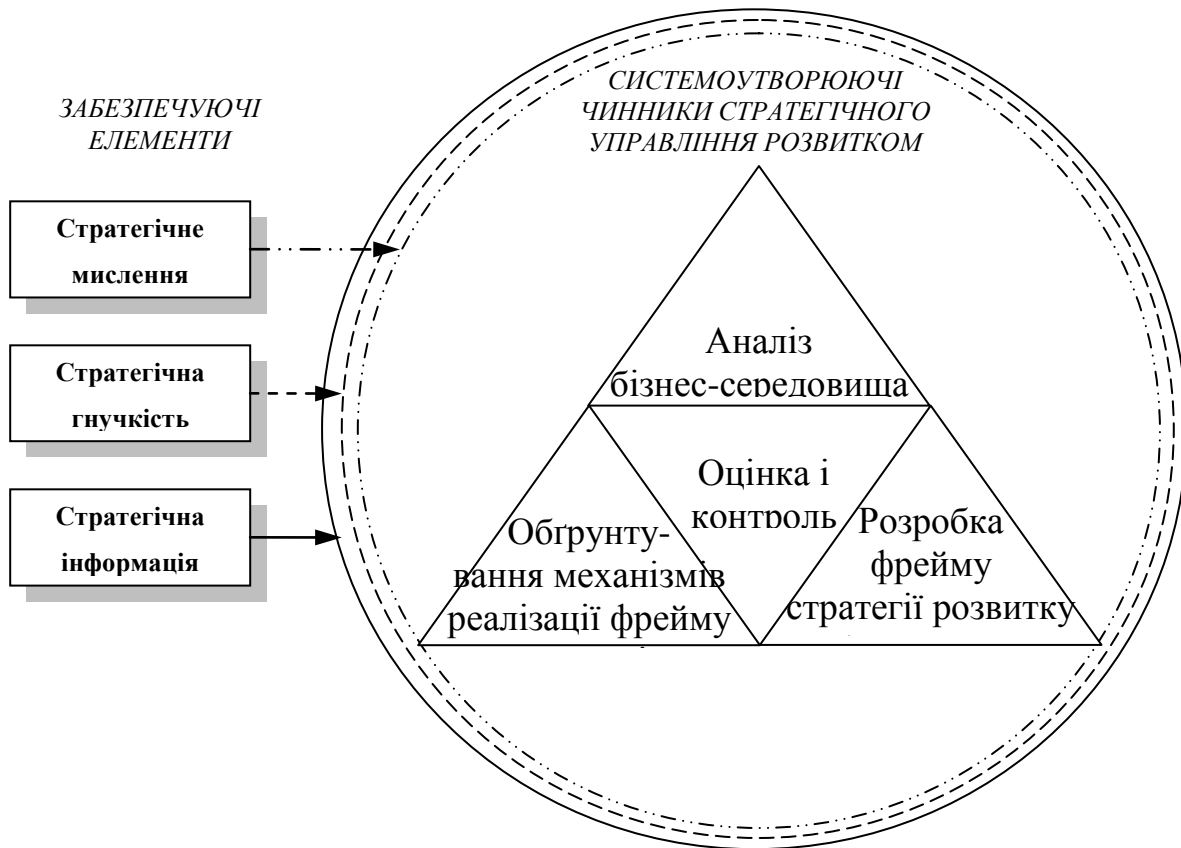 ЗАБЕЗПЕЧУЮЧІ
ЕЛЕМЕНТИ
СИСТЕМОУТВОРЮЮЧІ
ЧИННИКИ СТРАТЕГІЧНОГО
УПРАВЛІННЯ РОЗВИТКОМ
Стратегічне
мислення
Стратегічна
гнучкість
Стратегічна
інформація
Аналіз
бізнес-середовища
Оцінка і
контроль
Обґрунту-
вання механізмів
реалізації фрейму
Розробка
фрейму
стратегії розвитку